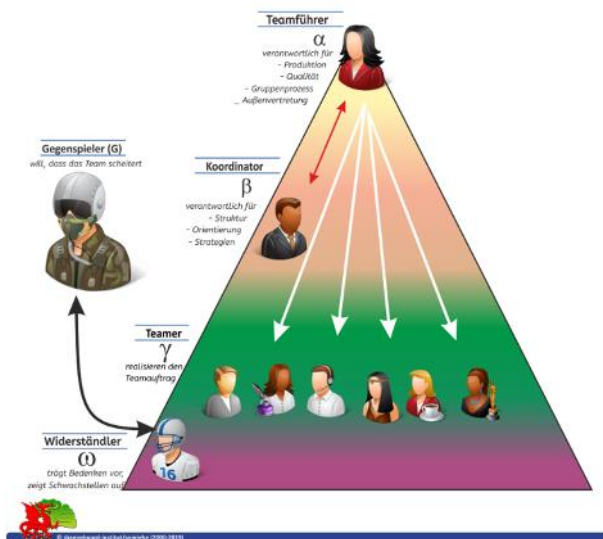 Teamführer
α
verantwortlich für
- Produktion
- Qualität
- Gruppenprozess
_ Außenvertretung
Gegenspieler (G)
will, dass das Team scheitert
Koordinator
β
verantwortlich für
- Struktur
- Orientierung
- Strategien
Teamer
γ
realisieren den
Teamauftrag
Widerständler
ω
trägt Bedenken vor,
zeigt Schwachstellen auf
16